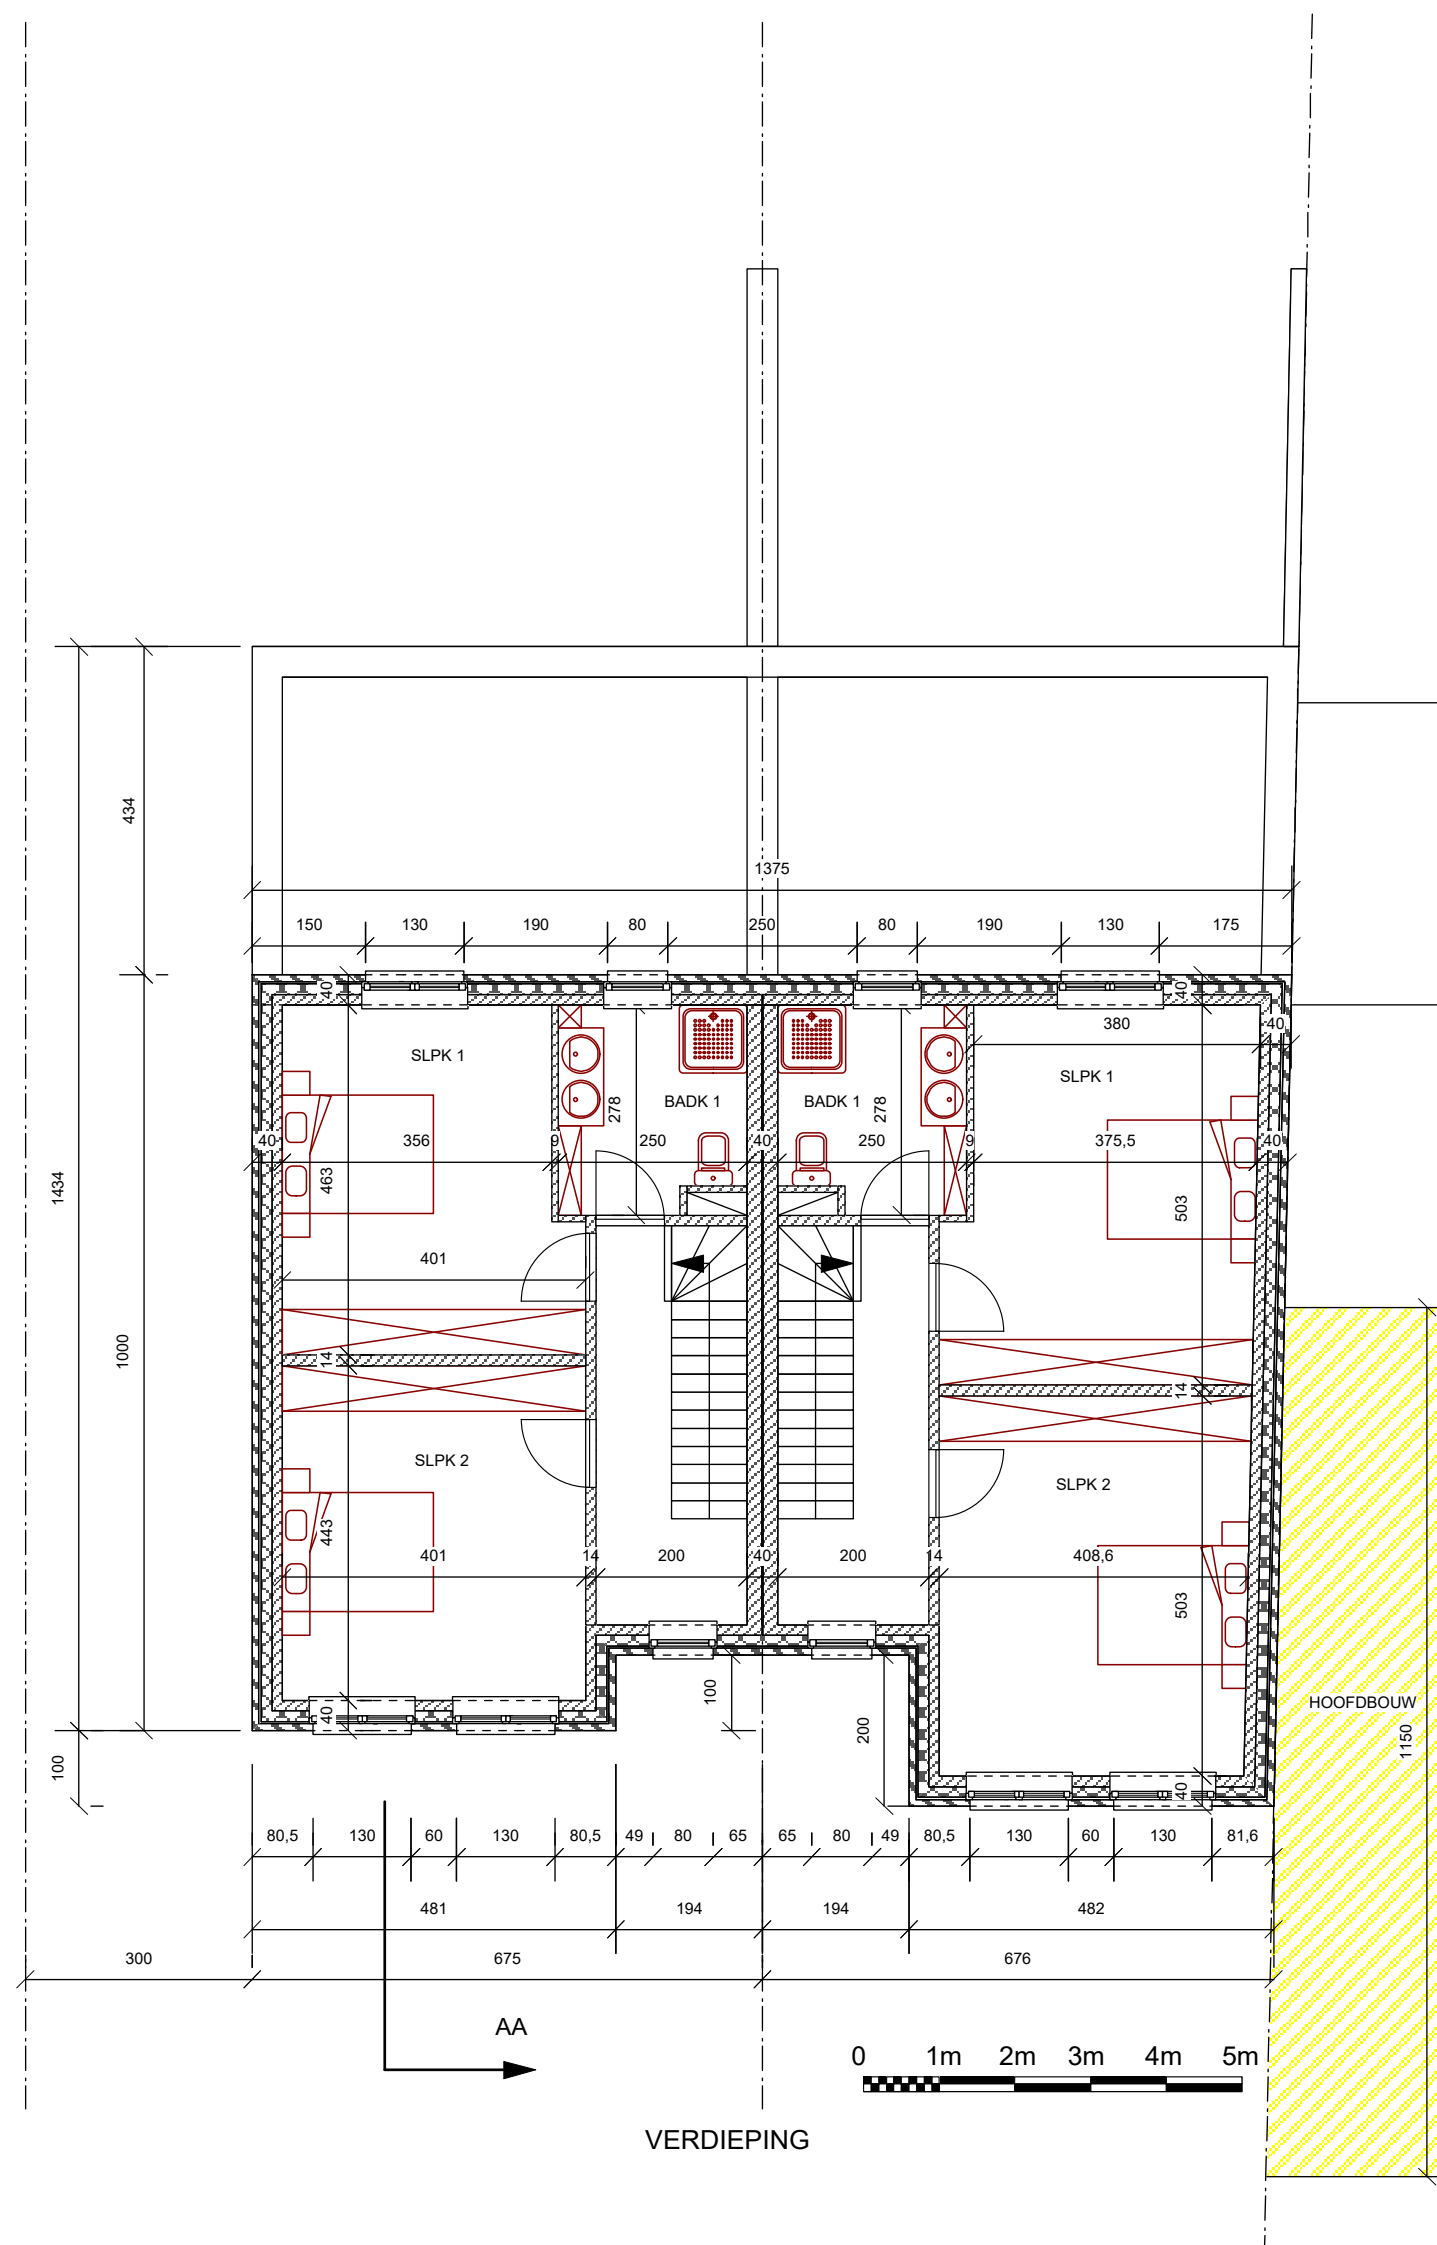 434
1434
1375
150 130 190 80 250 80 190 130 175
40 40
380 40
SLPK 1 SLPK 1
278 BADK 1 BADK 1 278
40 356 9 250 40 250 9 375,5 40
463 503
401
1000
14 14
SLPK 2 SLPK 2
443
401 14 200 40 200 14 408,6
503
40 100 200 HOOFDBOUW
1150
100 40
80,5 130 60 130 80,5 49 80 65 65 80 49 80,5 130 60 130 81,6
481 194 194 482
300 675 676
AA
0 1m 2m 3m 4m 5m
VERDIEPING